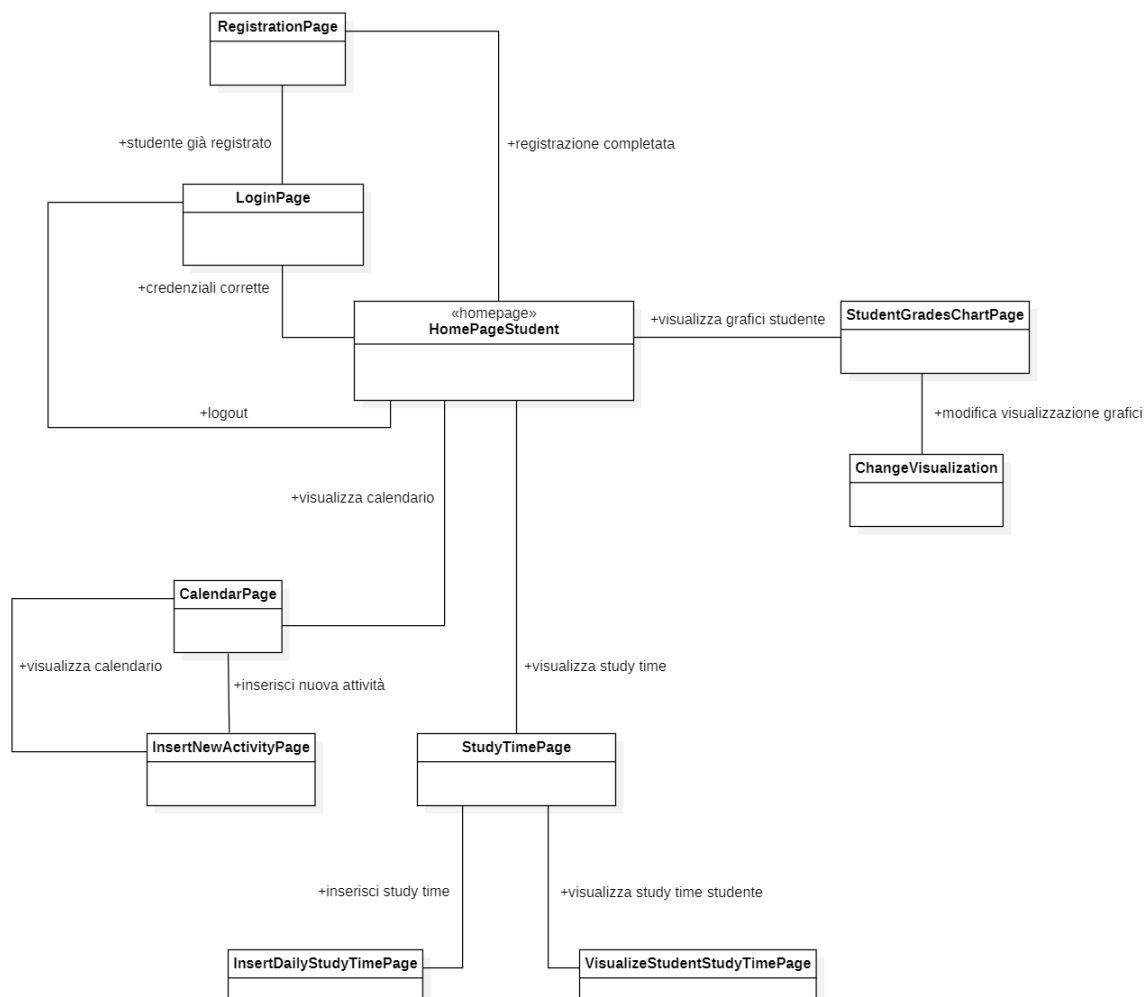 RegistrationPage
+studente già registrato
+registrazione completata
LoginPage
+credenziali corrette
«homepage»
HomePageStudent
+visualizza grafici studente
StudentGradesChartPage
+logout
+modifica visualizzazione grafici
ChangeVisualization
+visualizza calendario
CalendarPage
+visualizza calendario
+inserisci nuova attività
+visualizza study time
InsertNewActivityPage
StudyTimePage
+inserisci study time
+visualizza study time studente
InsertDailyStudyTimePage
VisualizeStudentStudyTimePage